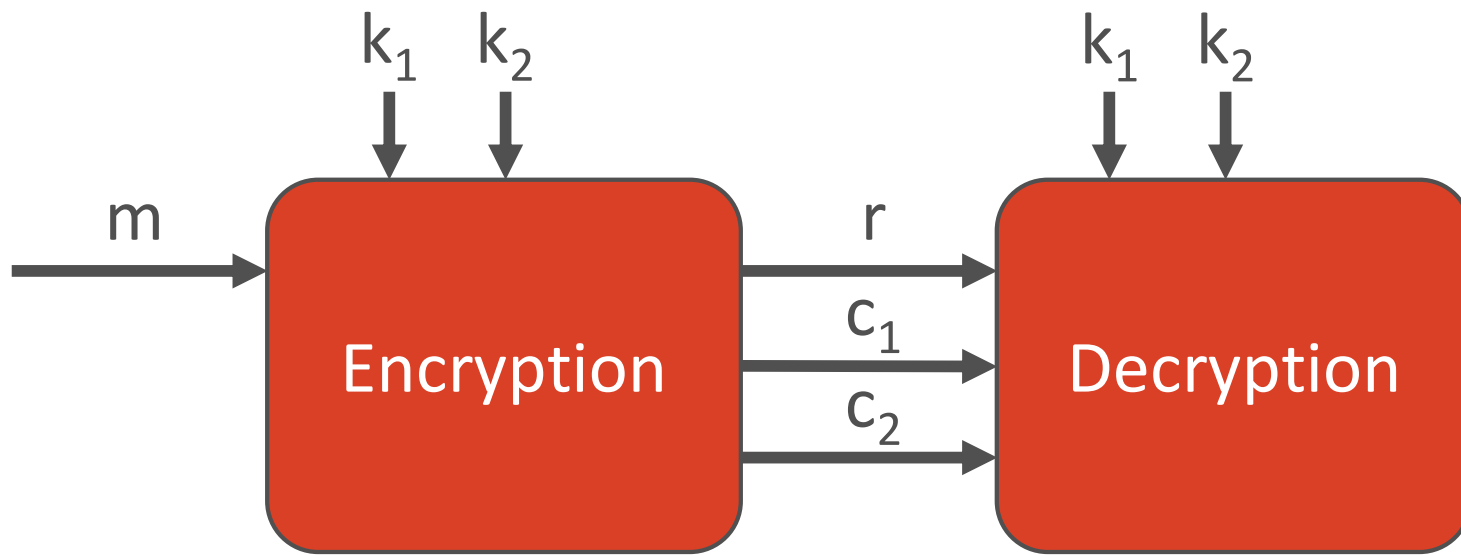 k₁ k₂ k₁ k₂
m r
c₁
Encryption Decryption
c₂